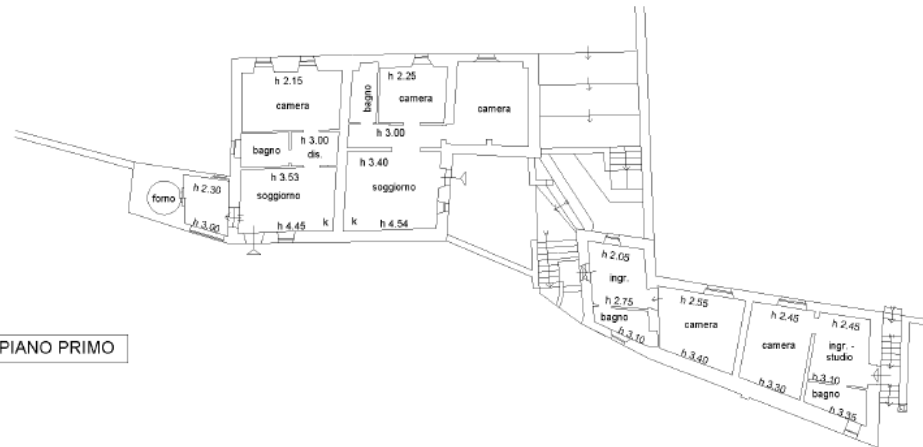 h 2.15
camera
bagno
h 3.00
dis.
h 3.53
soggiorno
h 4.45
k
forno
h 2.30
h 3.00
bagno
h 2.25
camera
h 3.00
camera
h 3.40
soggiorno
k
h 4.54
h 2.05
ingr.
h 2.75
bagno
h 3.10
h 2.55
camera
h 3.40
h 2.45
camera
h 3.30
h 2.45
ingr. -
studio
h 3.10
bagno
h 3.35
PIANO PRIMO